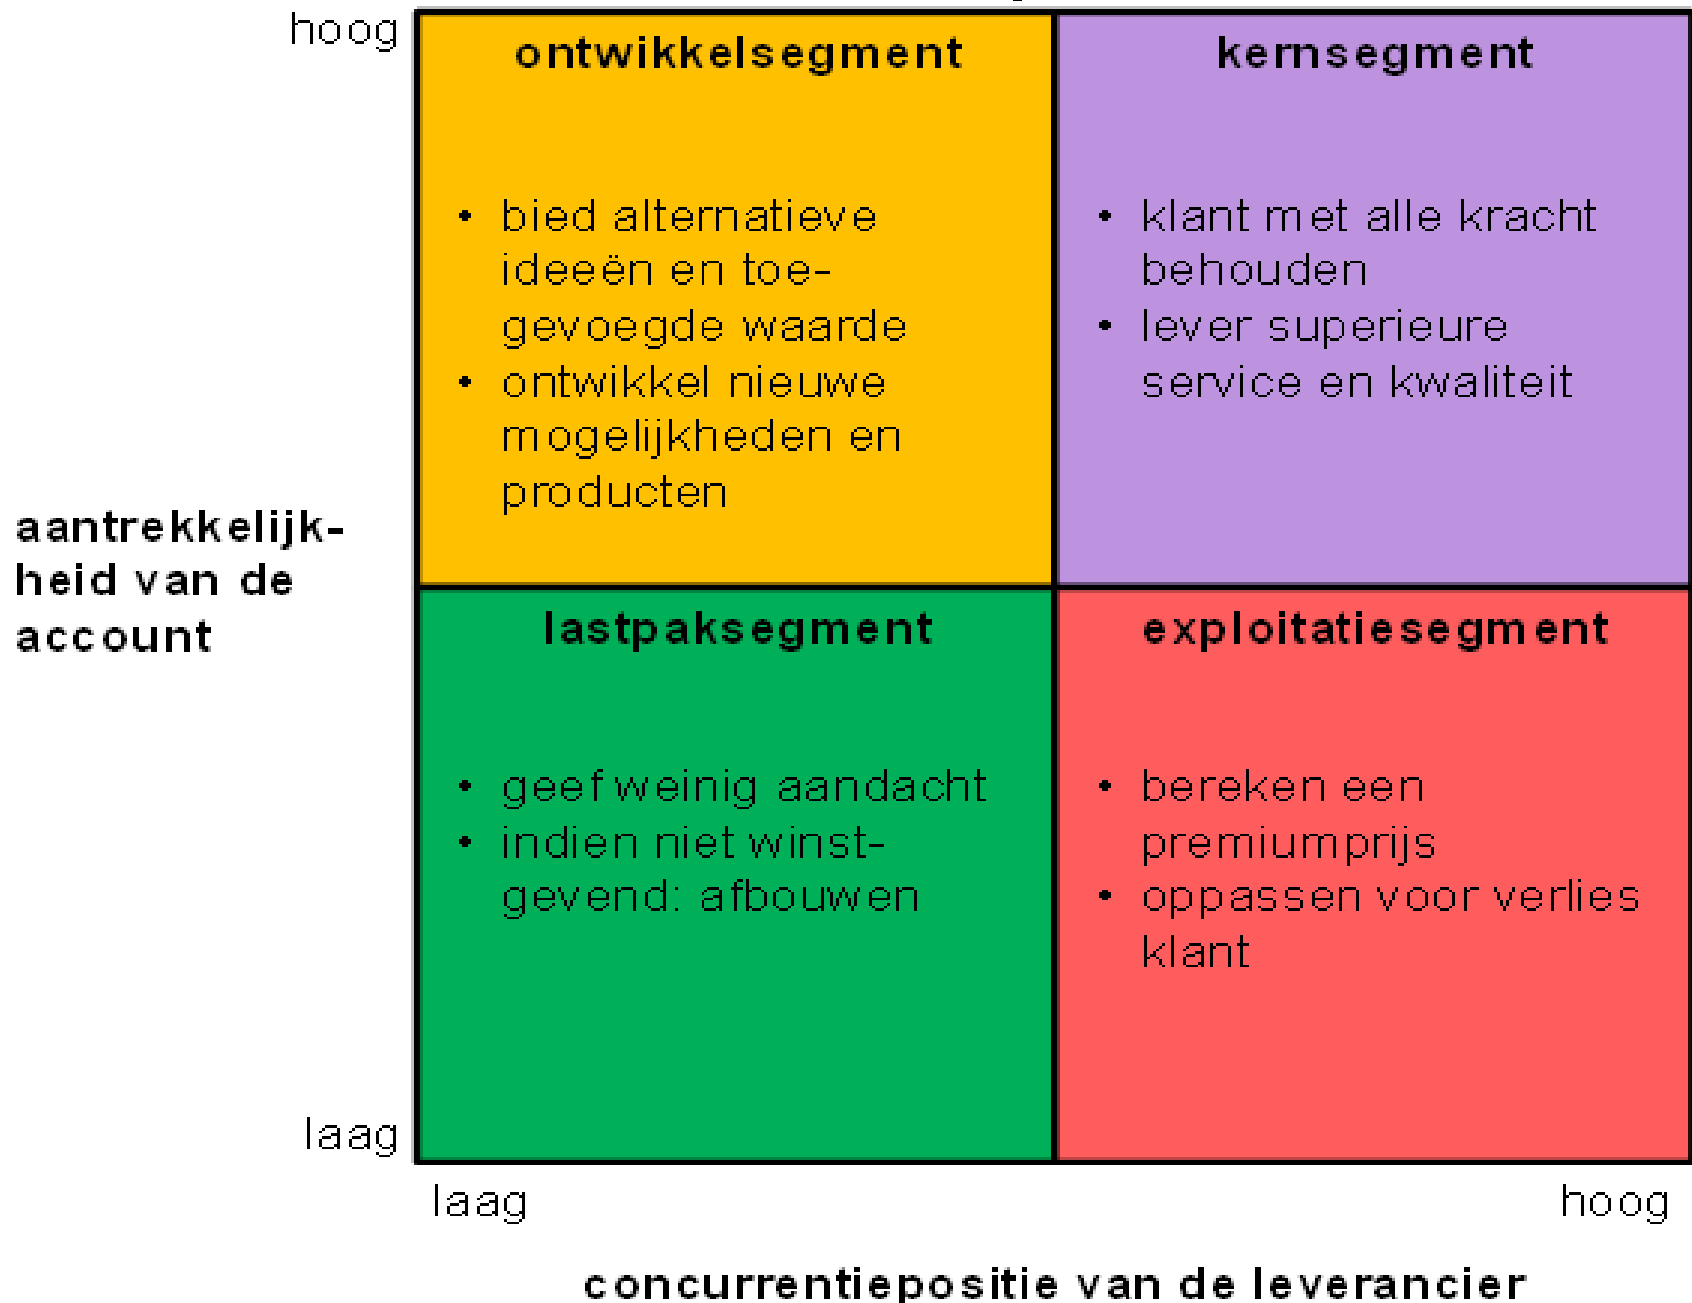 hoog
ontwikkelsegment
bied alternatieve
ideeën en toe-
gevoegde waarde
ontwikkel nieuwe
mogelijkheden en
producten
kernsegment
klant met alle kracht
behouden
lever superieure
service en kwaliteit
aantrekkelijk-
heid van de
account
lastpaksegment
geef weinig aandacht
indien niet winst-
gevend: afbouwen
exploitatiesegment
bereken een
premiumprijs
oppassen voor verlies
klant
laag
laag
hoog
concurrentiepositie van de leverancier